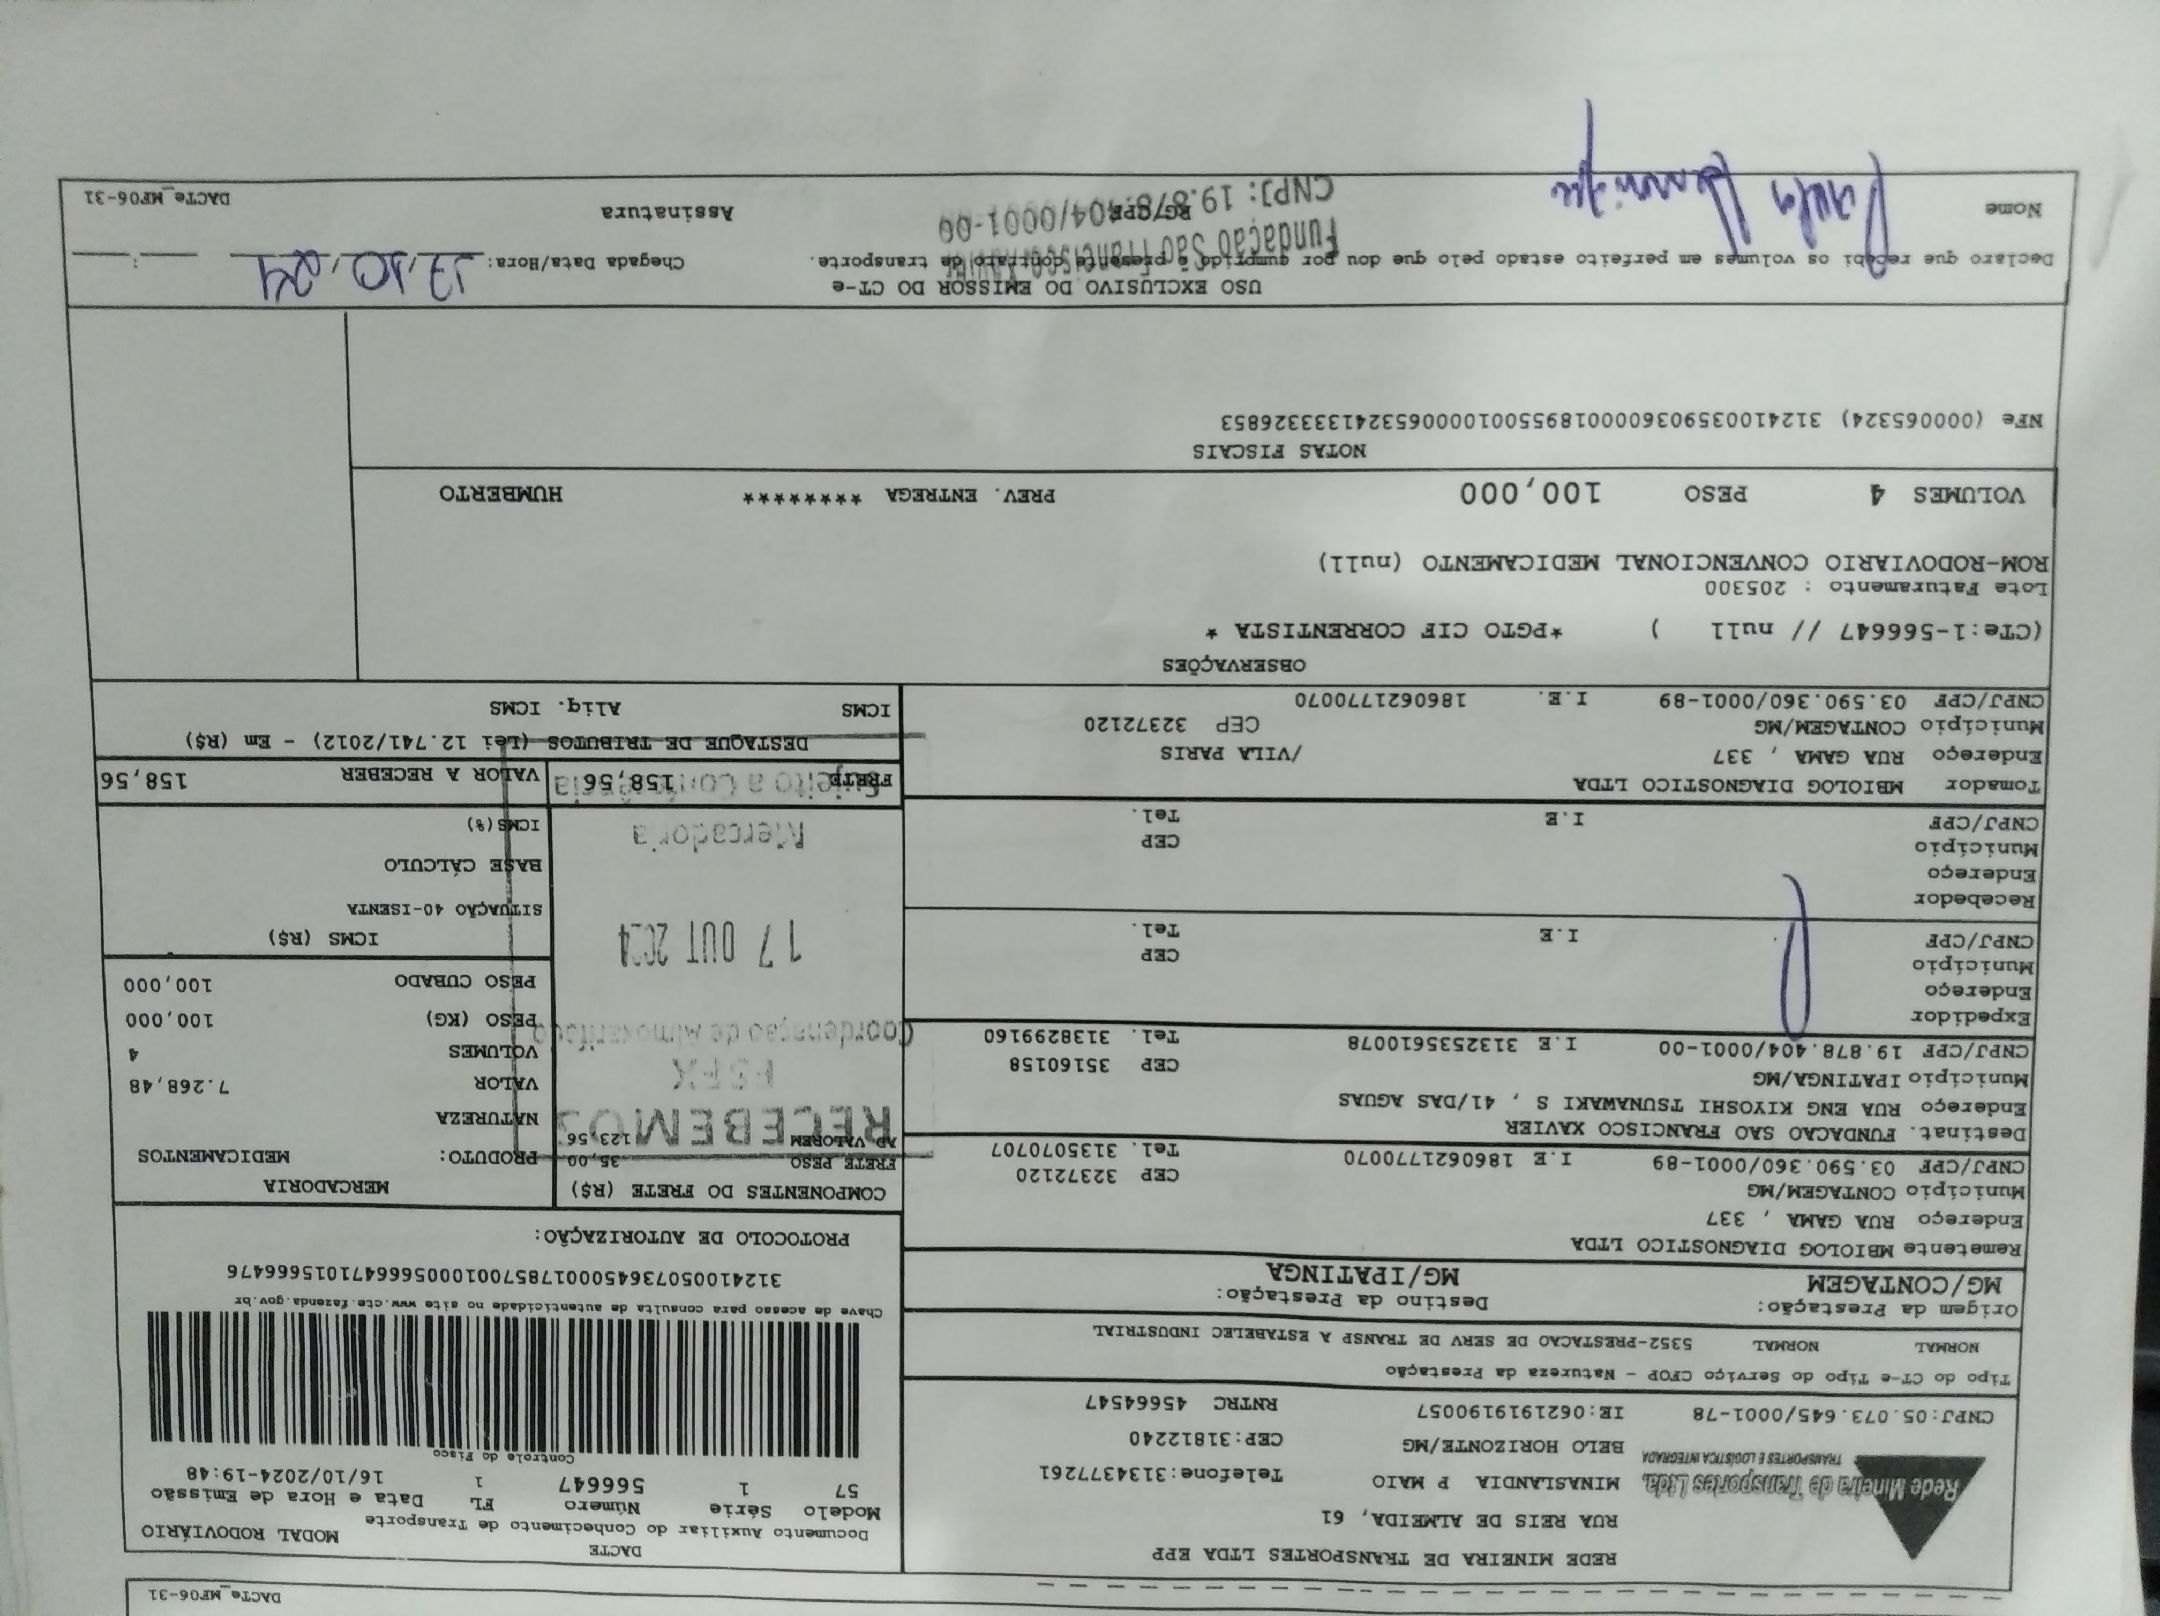 DACTe_MF06-31
REDE MINEIRA DE TRANSPORTES LTDA EPP
RUA REIS DE ALMEIDA, 61
MINASLANDIA P MAIO Telefone:3134377261
BELO HORIZONTE/MG CEP:31812240
CNPJ:05.073.645/0001-78 IE:0621919190057 RNTRC 45664547
Rede Mineira de Transportes Ltda.
TRANSPORTES E LOGÍSTICA INTEGRADA
DACTE
Documento Auxiliar do Conhecimento de Transporte
MODAL RODOVIÁRIO
Modelo Série Número FL Data e Hora de Emissão
57 1 566647 1 16/10/2024-19:48
Controle do Fisco
Chave de acesso para consulta de autenticidade no site www.cte.fazenda.gov.br
PROTOCOLO DE AUTORIZAÇÃO:
Tipo do CT-e Tipo do Serviço CFOP - Natureza da Prestação
NORMAL NORMAL 5352-PRESTACAO DE SERV DE TRANSP A ESTABELEC INDUSTRIAL
Origem da Prestação: Destino da Prestação:
MG/CONTAGEM MG/IPATINGA
Remetente MBIOLOG DIAGNOSTICO LTDA
Endereço RUA GAMA , 337
Município CONTAGEM/MG CEP 32372120
CNPJ/CPF 03.590.360/0001-89 I.E 1860621770070 Tel. 3135070707
Destinat. FUNDACAO SAO FRANCISCO XAVIER
Endereço RUA ENG KIYOSHI TSUNAWAKI S , 41/DAS AGUAS
Município IPATINGA/MG CEP 35160158
CNPJ/CPF 19.878.404/0001-00 I.E 3132535610078 Tel. 3138299160
Expedidor
Endereço
Município CEP
CNPJ/CPF I.E Tel.
Recebedor
Endereço
Município CEP
CNPJ/CPF I.E Tel.
Tomador MBIOLOG DIAGNOSTICO LTDA
Endereço RUA GAMA , 337 /VILA PARIS
Município CONTAGEM/MG CEP 32372120
CNPJ/CPF 03.590.360/0001-89 I.E. 1860621770070
COMPONENTES DO FRETE (R$)
FRETE PESO 35,00
AD VALOREM 123,56
RECEBEMOS
FSFX
Coordenação de Almoxarifado
17 OUT 2024
Mercadoria
Sujeito a Conferência
FRETE 158,56
MERCADORIA
PRODUTO: MEDICAMENTOS
NATUREZA
VALOR 7.268,48
VOLUMES 4
PESO (KG) 100,000
PESO CUBADO 100,000
ICMS (R$)
SITUAÇÃO 40-ISENTA
BASE CÁLCULO
ICMS(%)
VALOR A RECEBER 158,56
DESTAQUE DE TRIBUTOS (Lei 12.741/2012) - Em (R$)
ICMS Aliq. ICMS
OBSERVAÇÕES
(CTe:1-566647 // null ) *PGTO CIF CORRENTISTA *
Lote Faturamento : 205300
ROM-RODOVIARIO CONVENCIONAL MEDICAMENTO (null)
VOLUMES 4 PESO 100,000 PREV. ENTREGA ******** HUMBERTO
NOTAS FISCAIS
USO EXCLUSIVO DO EMISSOR DO CT-e
Declaro que recebi os volumes em perfeito estado pelo que dou por cumprido o presente contrato de transporte.
Chegada Data/Hora: 17,10,24 :
Fundação São Francisco Xavier
CNPJ: 19.878.404/0001-00
Nome RG/CPF Assinatura
DACTe_MF06-31